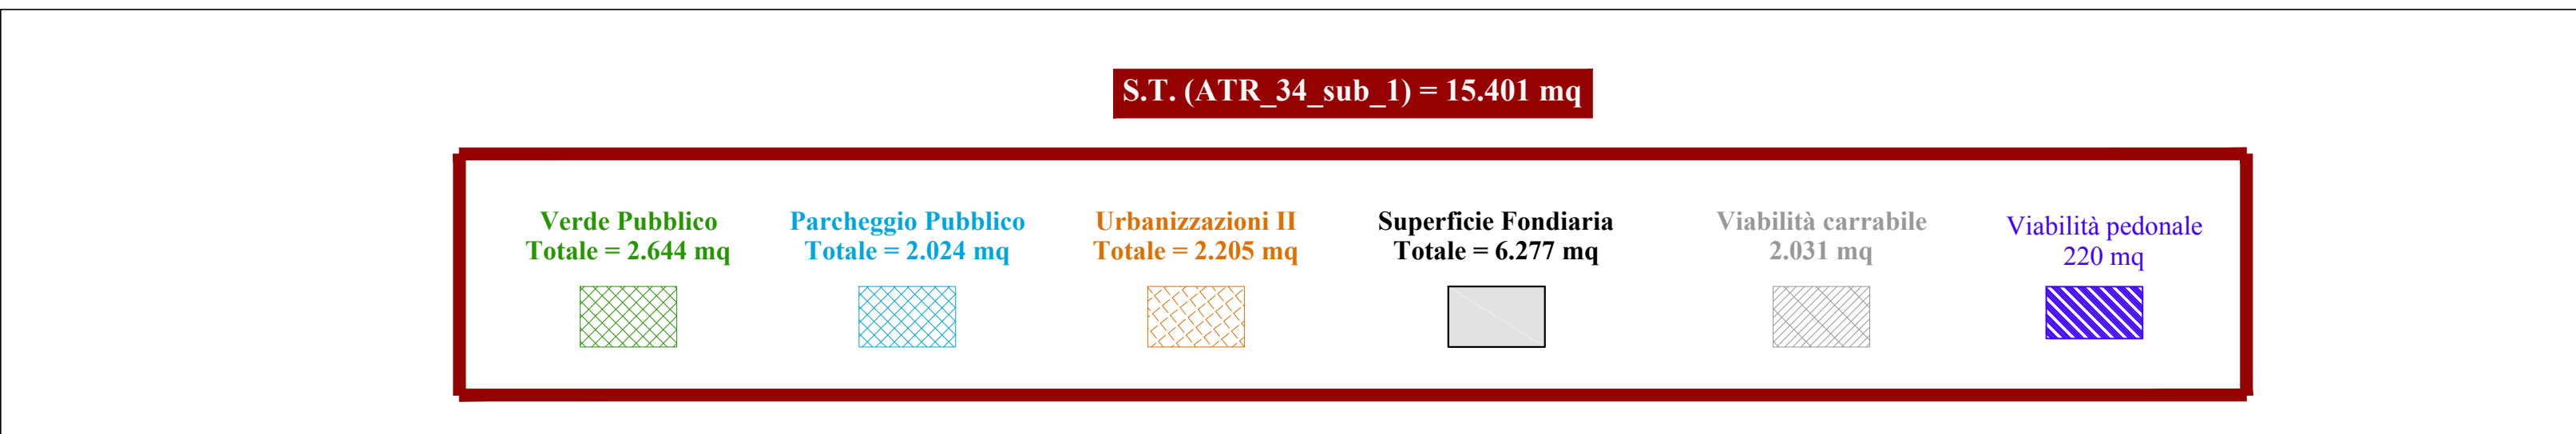 S.T. (ATR_34_sub_1) = 15.401 mq
Verde Pubblico
Totale = 2.644 mq
Parcheggio Pubblico
Totale = 2.024 mq
Urbanizzazioni II
Totale = 2.205 mq
Superficie Fondiaria
Totale = 6.277 mq
Viabilità carrabile
2.031 mq
Viabilità pedonale
220 mq